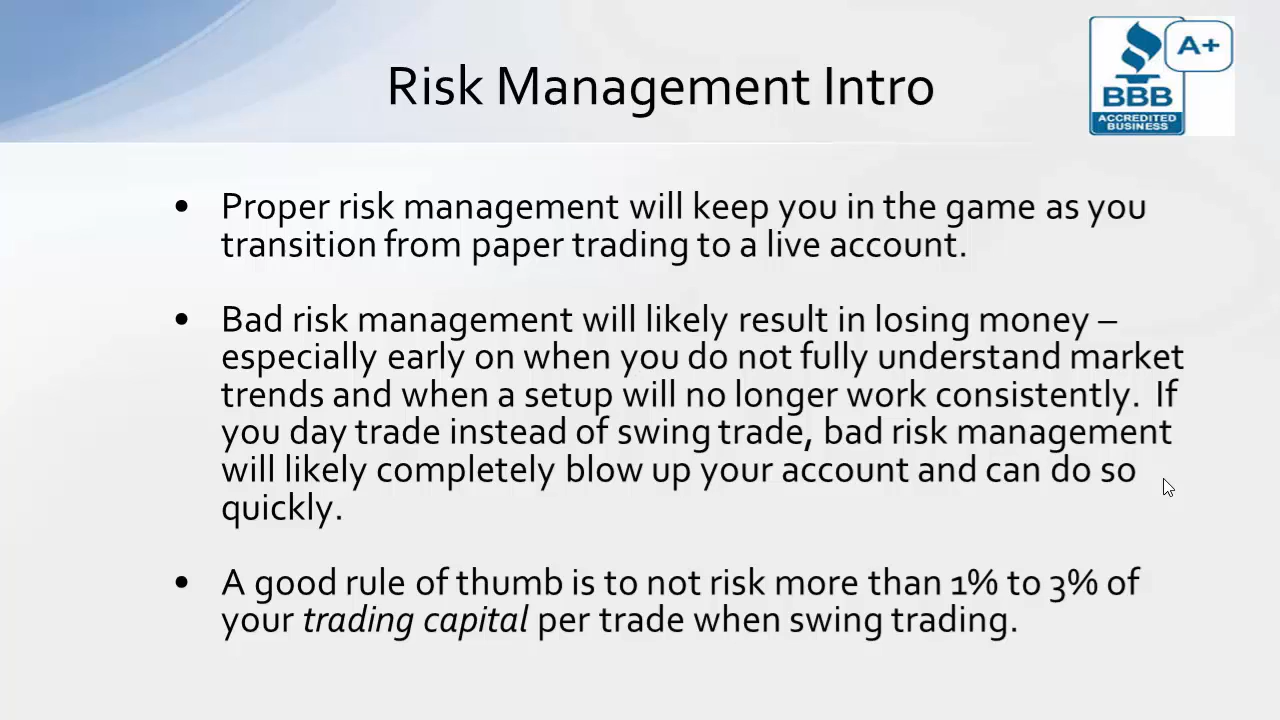 Risk Management Intro
A+
BBB
ACCREDITED
BUSINESS
• Proper risk management will keep you in the game as you
transition from paper trading to a live account.
• Bad risk management will likely result in losing money –
especially early on when you do not fully understand market
trends and when a setup will no longer work consistently.  If
you day trade instead of swing trade, bad risk management
will likely completely blow up your account and can do so
quickly.
• A good rule of thumb is to not risk more than 1% to 3% of
your trading capital per trade when swing trading.